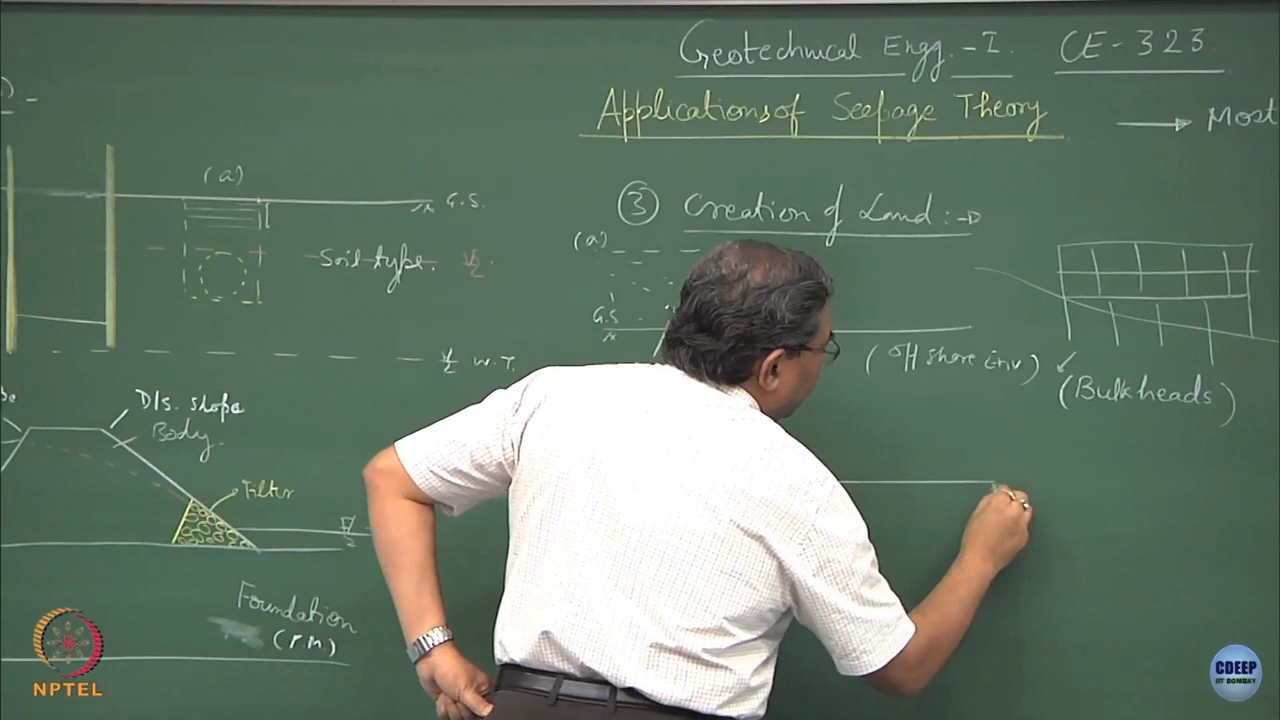 Geotechnical Engg. - I. CE - 323
Applications of Seepage Theory
→ Most
(a)
G.S.
Soil type.
W.T.
D/S. Slope
Body.
Filter
Foundation
③ Creation of Land :-
(a)
G.S
(Off shore Env)
(Bulkheads)
NPTEL
CDEEP
IIT BOMBAY